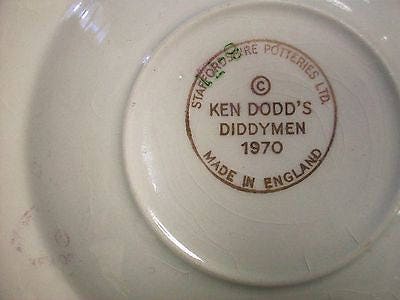 STAFFORDSHIRE POTTERIES LTD.
©
KEN DODD'S
DIDDYMEN
1970
MADE IN ENGLAND